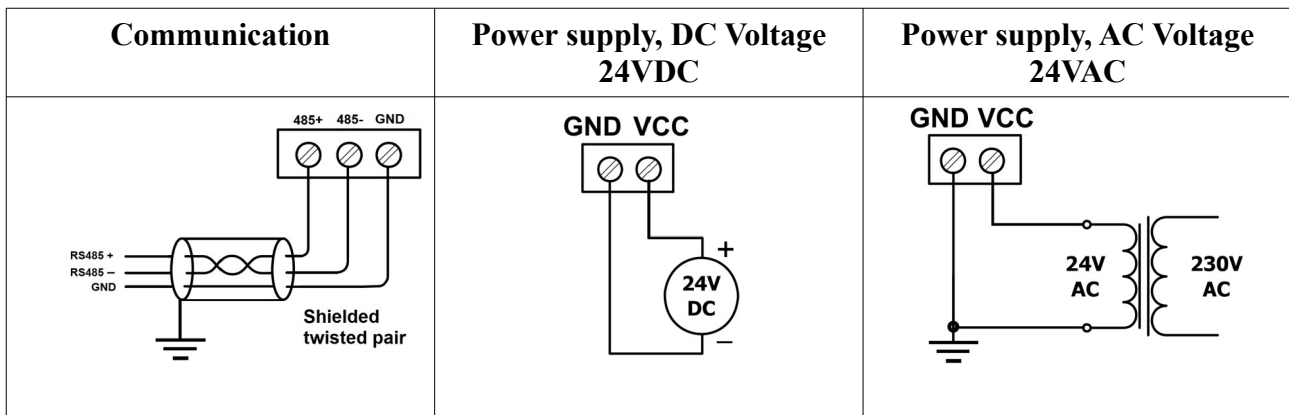 Communication
Power supply, DC Voltage
24VDC
Power supply, AC Voltage
24VAC
485+ 485- GND
RS485 +
RS485 –
GND
Shielded
twisted pair
GND VCC
+
24V
DC
–
GND VCC
24V
AC
230V
AC